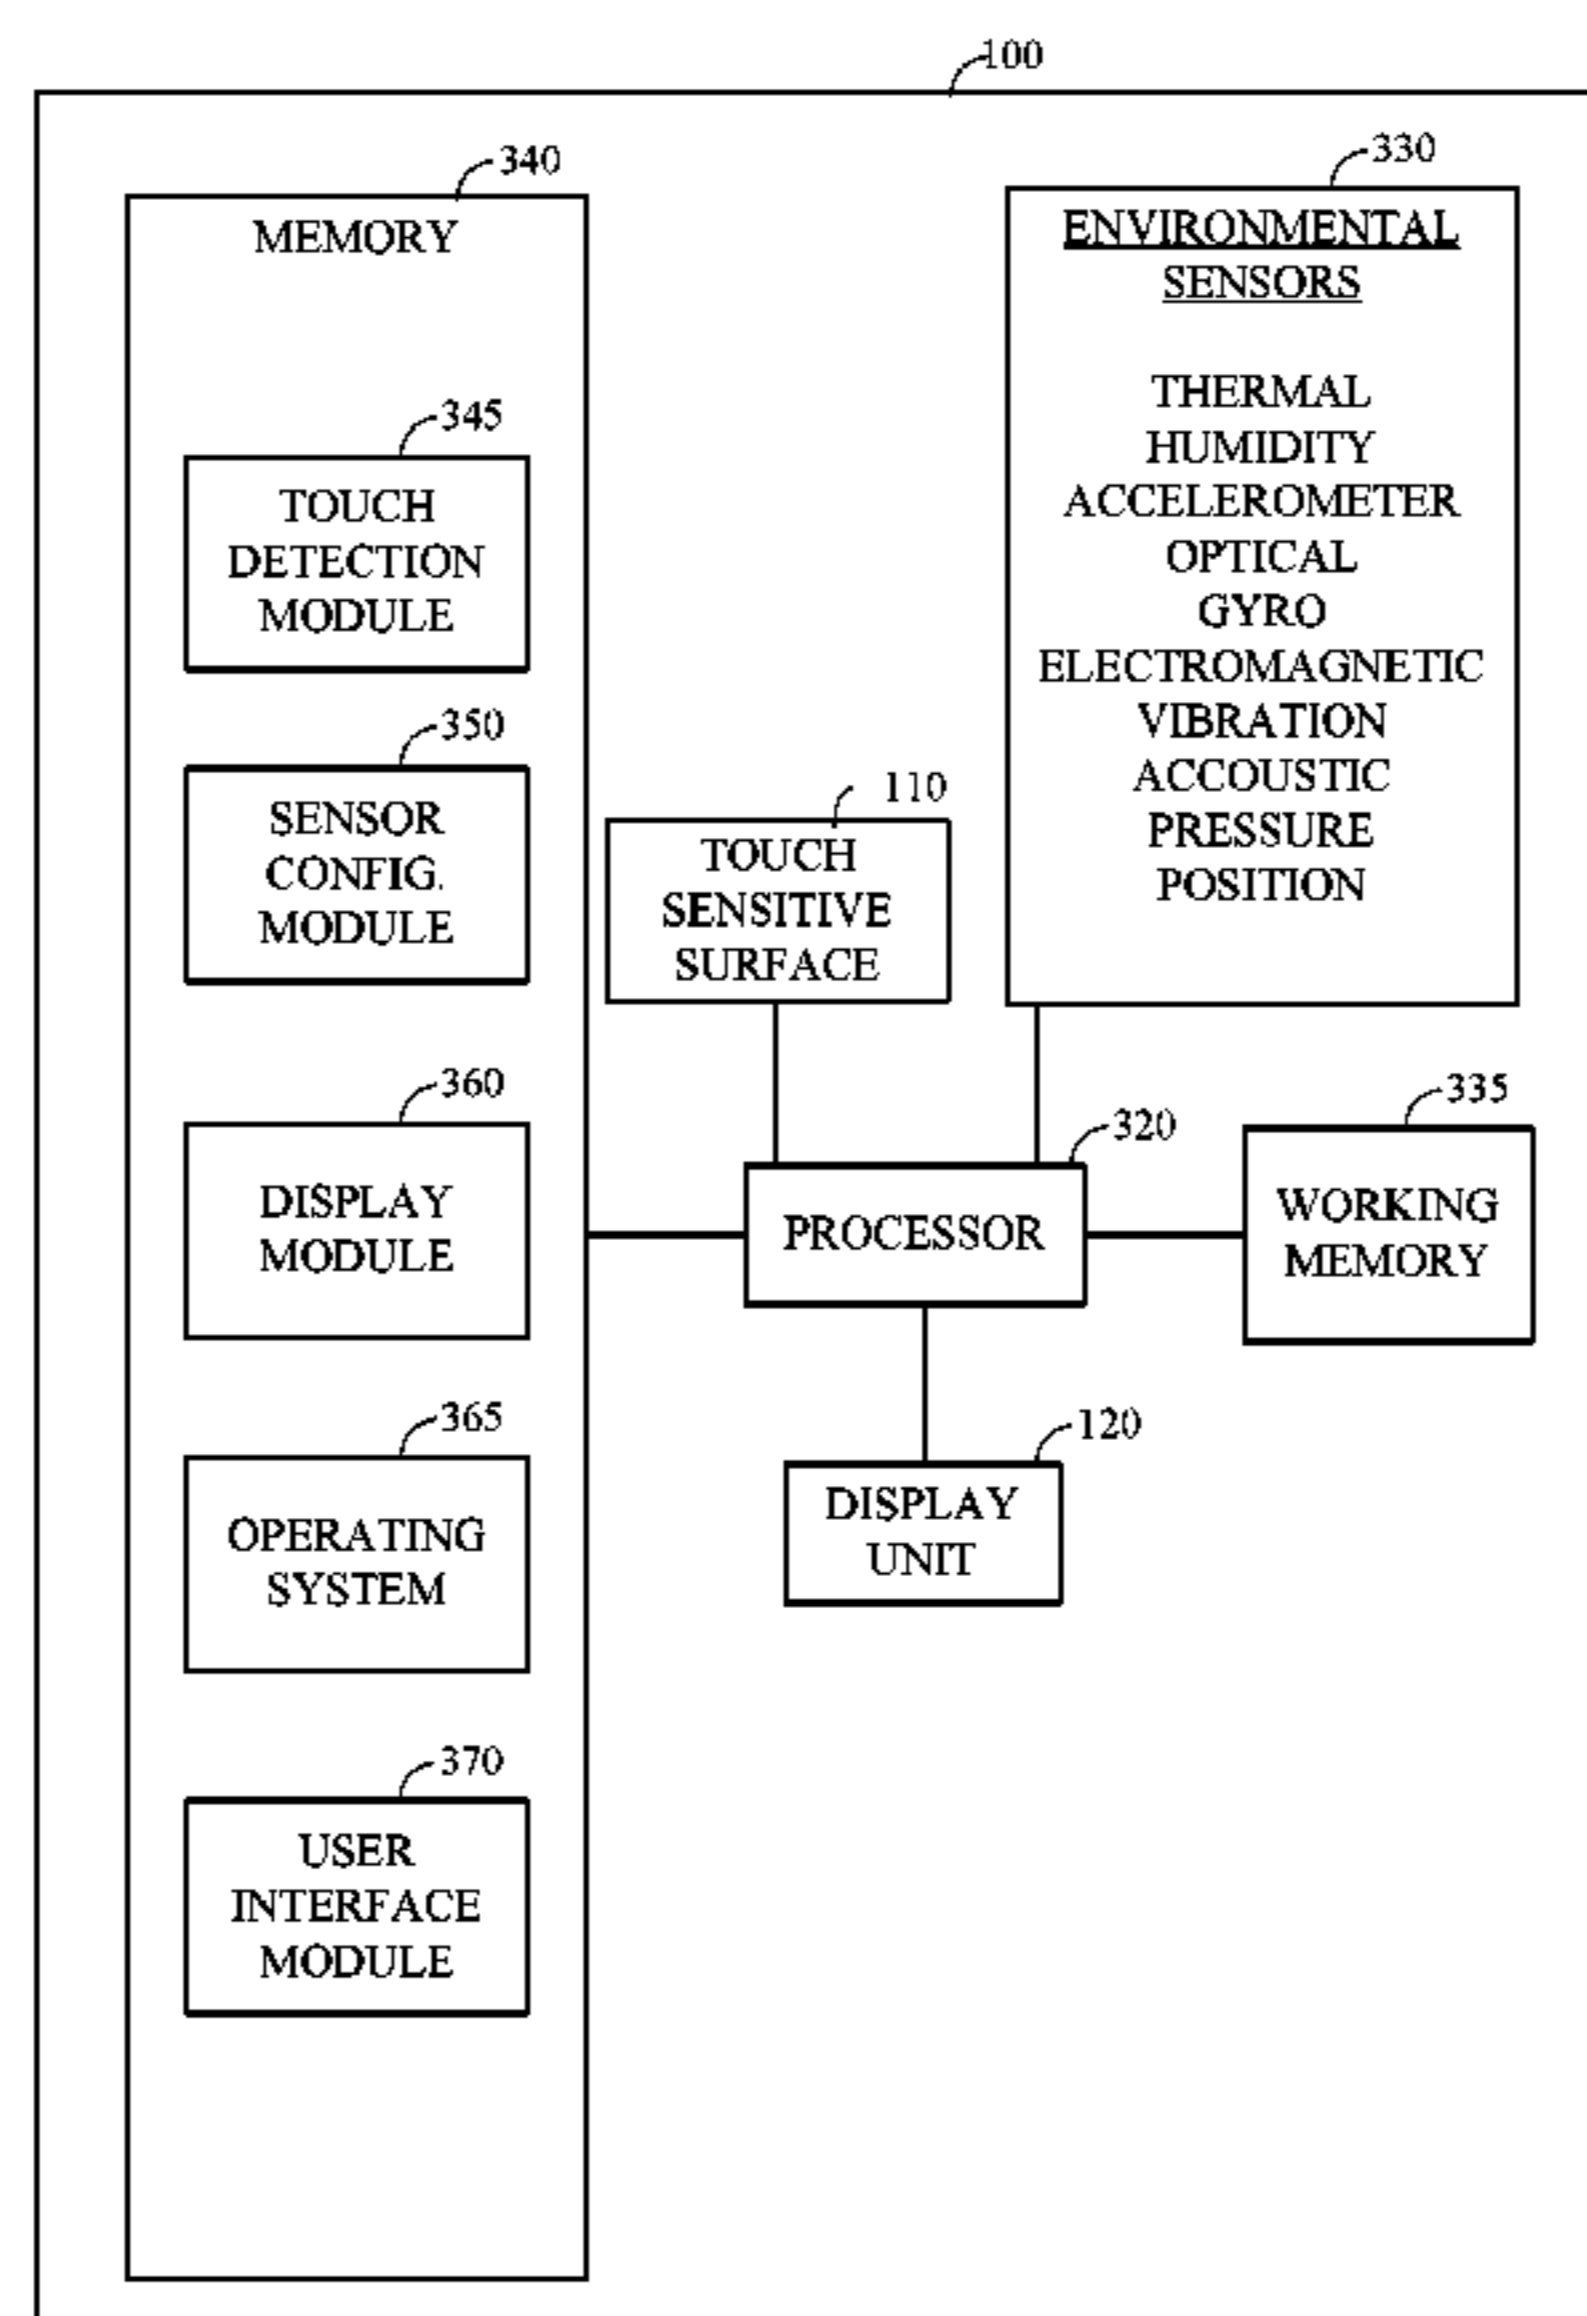 100
340
MEMORY
345
TOUCH
DETECTION
MODULE
350
SENSOR
CONFIG.
MODULE
360
DISPLAY
MODULE
365
OPERATING
SYSTEM
370
USER
INTERFACE
MODULE
110
TOUCH
SENSITIVE
SURFACE
330
ENVIRONMENTAL
SENSORS
THERMAL
HUMIDITY
ACCELEROMETER
OPTICAL
GYRO
ELECTROMAGNETIC
VIBRATION
ACCOUSTIC
PRESSURE
POSITION
320
PROCESSOR
335
WORKING
MEMORY
120
DISPLAY
UNIT